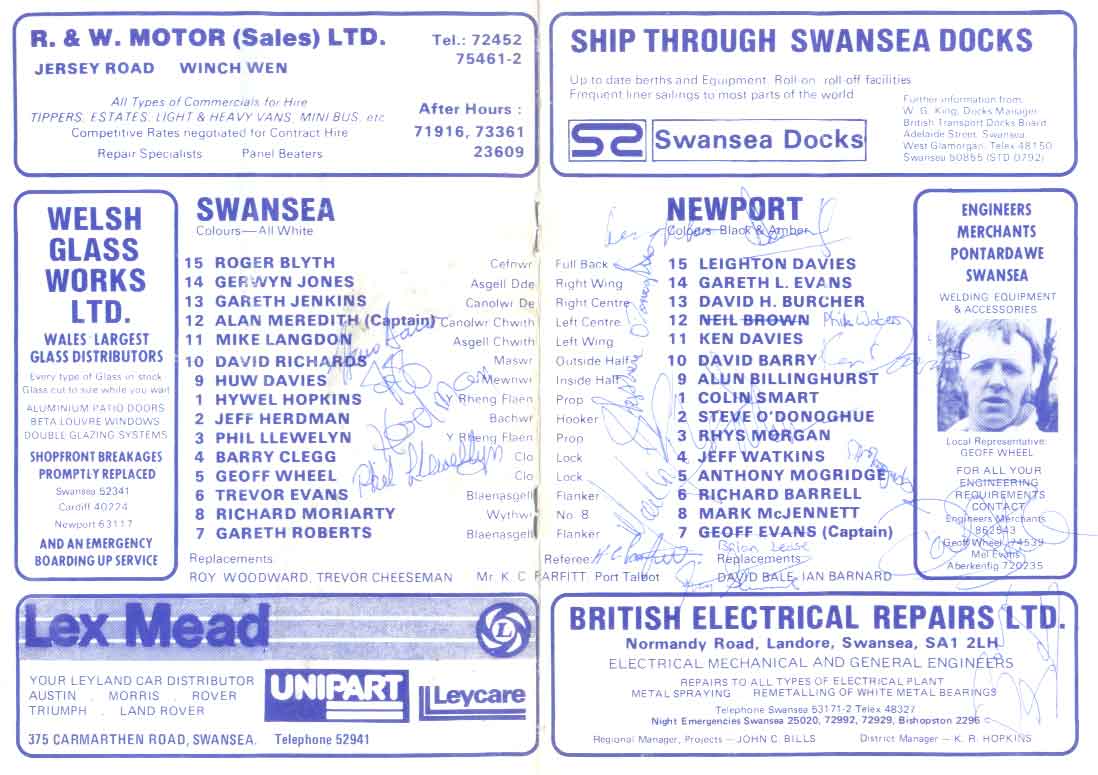 R. & W. MOTOR (Sales) LTD.
JERSEY ROAD WINCH WEN
Tel.: 72452
75461-2
All Types of Commercials for Hire
TIPPERS, ESTATES, LIGHT & HEAVY VANS, MINI BUS, etc
Competitive Rates negotiated for Contract Hire
Repair Specialists Panel Beaters
After Hours :
71916, 73361
23609
SHIP THROUGH SWANSEA DOCKS
Up to date berths and Equipment. Roll on roll off facilities
Frequent liner sailings to most parts of the world
Swansea Docks
Further information from:
W. G. King, Docks Manager
British Transport Docks Board
Adelaide Street, Swansea,
West Glamorgan. Telex 48150
Swansea 50855 (STD 0792)
WELSH
GLASS
WORKS
LTD.
WALES LARGEST
GLASS DISTRIBUTORS
Every type of Glass in stock
Glass cut to size while you wait
ALUMINIUM PATIO DOORS
BETA LOUVRE WINDOWS
DOUBLE GLAZING SYSTEMS
SHOPFRONT BREAKAGES
PROMPTLY REPLACED
Swansea 52341
Cardiff 40224
Newport 63117
AND AN EMERGENCY
BOARDING UP SERVICE
SWANSEA
Colours—All White
15 ROGER BLYTH Cefnwr
14 GERWYN JONES Asgell Dde
13 GARETH JENKINS Canolwr De
12 ALAN MEREDITH (Captain) Canolwr Chwith
11 MIKE LANGDON Asgell Chwith
10 DAVID RICHARDS Maswr
9 HUW DAVIES Mewnwr
1 HYWEL HOPKINS Rheng Flaen
2 JEFF HERDMAN Bachwr
3 PHIL LLEWELYN Y Rheng Flaen
4 BARRY CLEGG Clo
5 GEOFF WHEEL Clo
6 TREVOR EVANS Blaenasgell
8 RICHARD MORIARTY Wythwr
7 GARETH ROBERTS Blaenasgell
Phil Llewellyn
Replacements
ROY WOODWARD, TREVOR CHEESEMAN
NEWPORT
Colours Black & Amber
Full Back 15 LEIGHTON DAVIES
Right Wing 14 GARETH L. EVANS
Right Centre 13 DAVID H. BURCHER
Left Centre 12 NEIL BROWN Phil Waters
Left Wing 11 KEN DAVIES
Outside Half 10 DAVID BARRY
Inside Half 9 ALUN BILLINGHURST
Prop 1 COLIN SMART
Hooker 2 STEVE O'DONOGHUE
Prop 3 RHYS MORGAN
Lock 4 JEFF WATKINS
Lock 5 ANTHONY MOGRIDGE
Flanker 6 RICHARD BARRELL
No. 8 8 MARK McJENNETT
Flanker 7 GEOFF EVANS (Captain)
Referee:
Mr. K. C. PARFITT Port Talbot
Brian Lease
Replacements
DAVID BALE, IAN BARNARD
ENGINEERS
MERCHANTS
PONTARDAWE
SWANSEA
WELDING EQUIPMENT
& ACCESSORIES
Local Representative:
GEOFF WHEEL
FOR ALL YOUR
ENGINEERING
REQUIREMENTS
CONTACT
Engineers Merchants
862943
Geoff Wheel 74539
Mel Evans
Aberkenfig 720235
Lex Mead
YOUR LEYLAND CAR DISTRIBUTOR
AUSTIN . MORRIS . ROVER
TRIUMPH . LAND ROVER
UNIPART
Leycare
375 CARMARTHEN ROAD, SWANSEA. Telephone 52941
BRITISH ELECTRICAL REPAIRS LTD.
Normandy Road, Landore, Swansea, SA1 2LH
ELECTRICAL MECHANICAL AND GENERAL ENGINEERS
REPAIRS TO ALL TYPES OF ELECTRICAL PLANT
METAL SPRAYING REMETALLING OF WHITE METAL BEARINGS
Telephone Swansea 53171-2 Telex 48327
Night Emergencies Swansea 25020, 72992, 72929, Bishopston 2296
Regional Manager, Projects — JOHN C. BILLS District Manager — K. R. HOPKINS